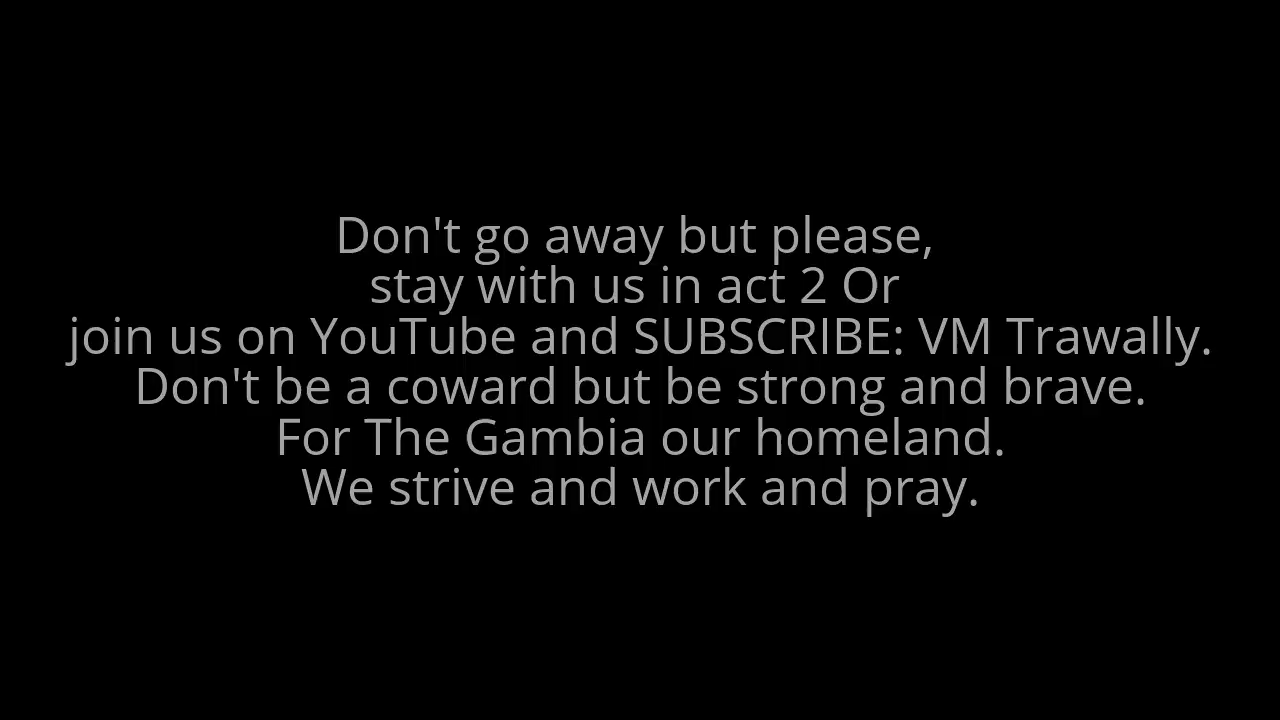 Don't go away but please,
stay with us in act 2 Or
join us on YouTube and SUBSCRIBE: VM Trawally.
Don't be a coward but be strong and brave.
For The Gambia our homeland.
We strive and work and pray.